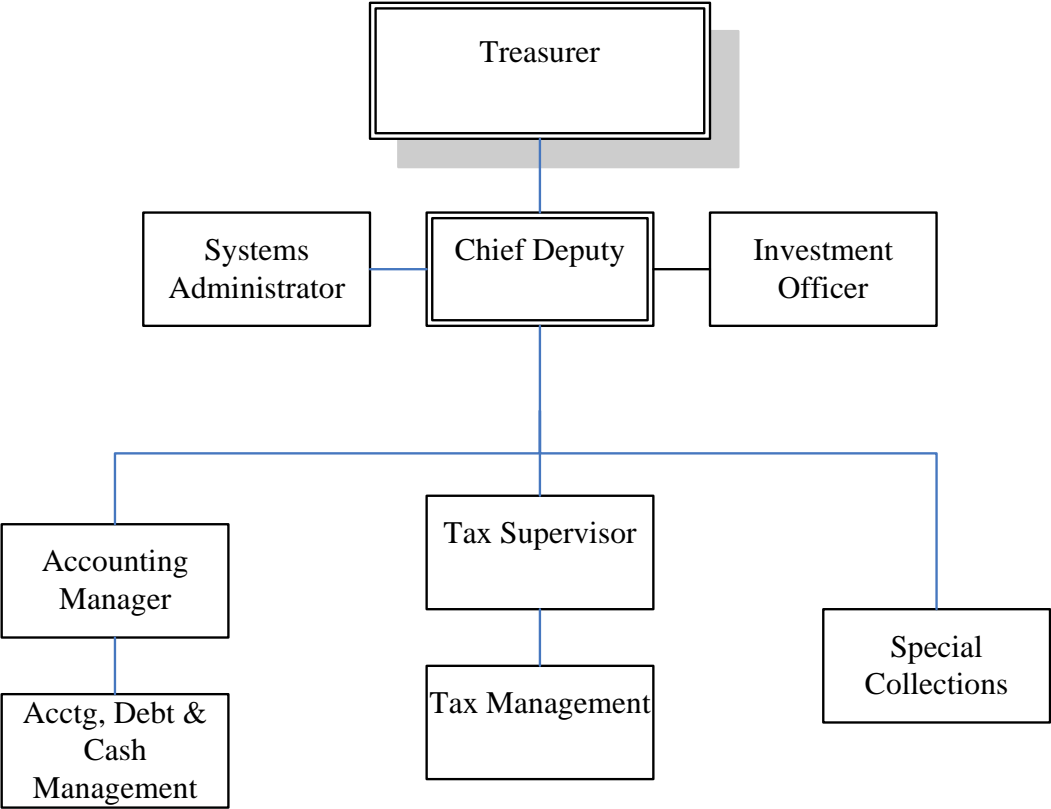 Treasurer
Systems
Administrator
Chief Deputy
Investment
Officer
Accounting
Manager
Tax Supervisor
Special
Collections
Acctg, Debt &
Cash
Management
Tax Management